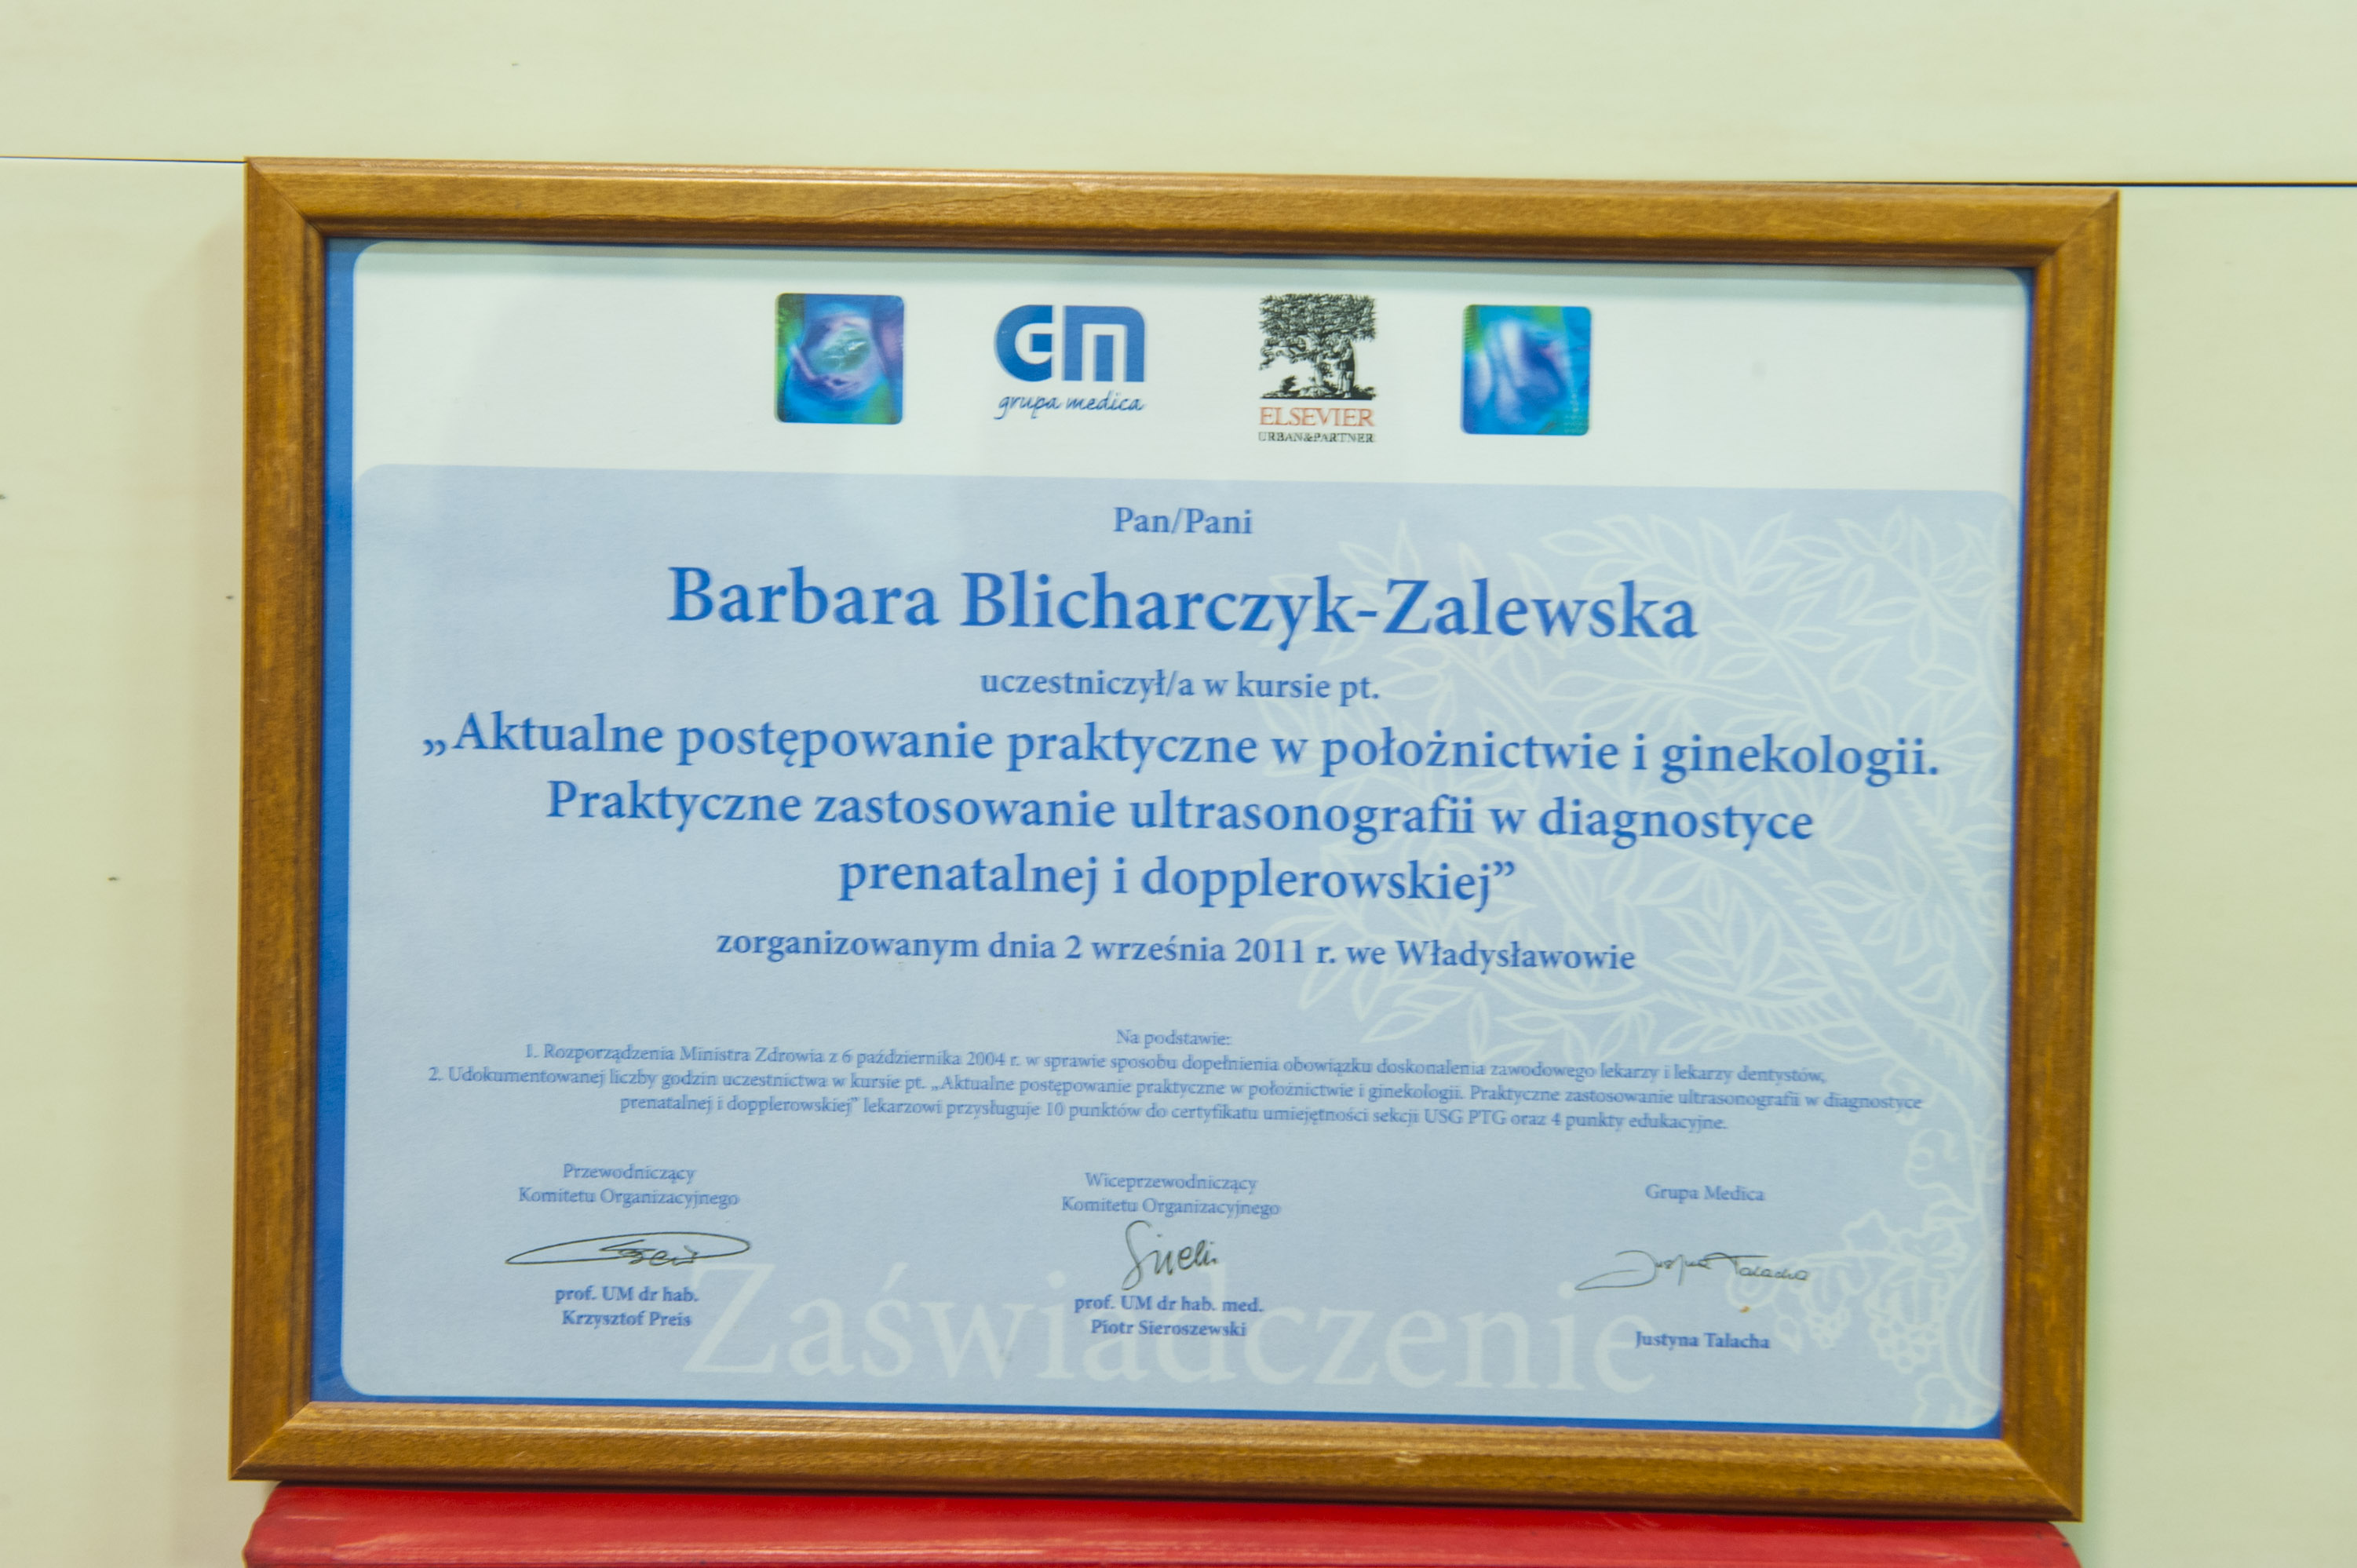 GM
grupa medica
ELSEVIER
URBAN&PARTNER
Pan/Pani
Barbara Blicharczyk-Zalewska
uczestniczył/a w kursie pt.
„Aktualne postępowanie praktyczne w położnictwie i ginekologii.
Praktyczne zastosowanie ultrasonografii w diagnostyce
prenatalnej i dopplerowskiej”
zorganizowanym dnia 2 września 2011 r. we Władysławowie
Na podstawie:
1. Rozporządzenia Ministra Zdrowia z 6 października 2004 r. w sprawie sposobu dopełnienia obowiązku doskonalenia zawodowego lekarzy i lekarzy dentystów,
2. Udokumentowanej liczby godzin uczestnictwa w kursie pt. „Aktualne postępowanie praktyczne w położnictwie i ginekologii. Praktyczne zastosowanie ultrasonografii w diagnostyce
prenatalnej i dopplerowskiej” lekarzowi przysługuje 10 punktów do certyfikatu umiejętności sekcji USG PTG oraz 4 punkty edukacyjne.
Przewodniczący
Komitetu Organizacyjnego
prof. UM dr hab.
Krzysztof Preis
Wiceprzewodniczący
Komitetu Organizacyjnego
prof. UM dr hab. med.
Piotr Sieroszewski
Grupa Medica
Justyna Talacha
Justyna Talacha
Zaświadczenie